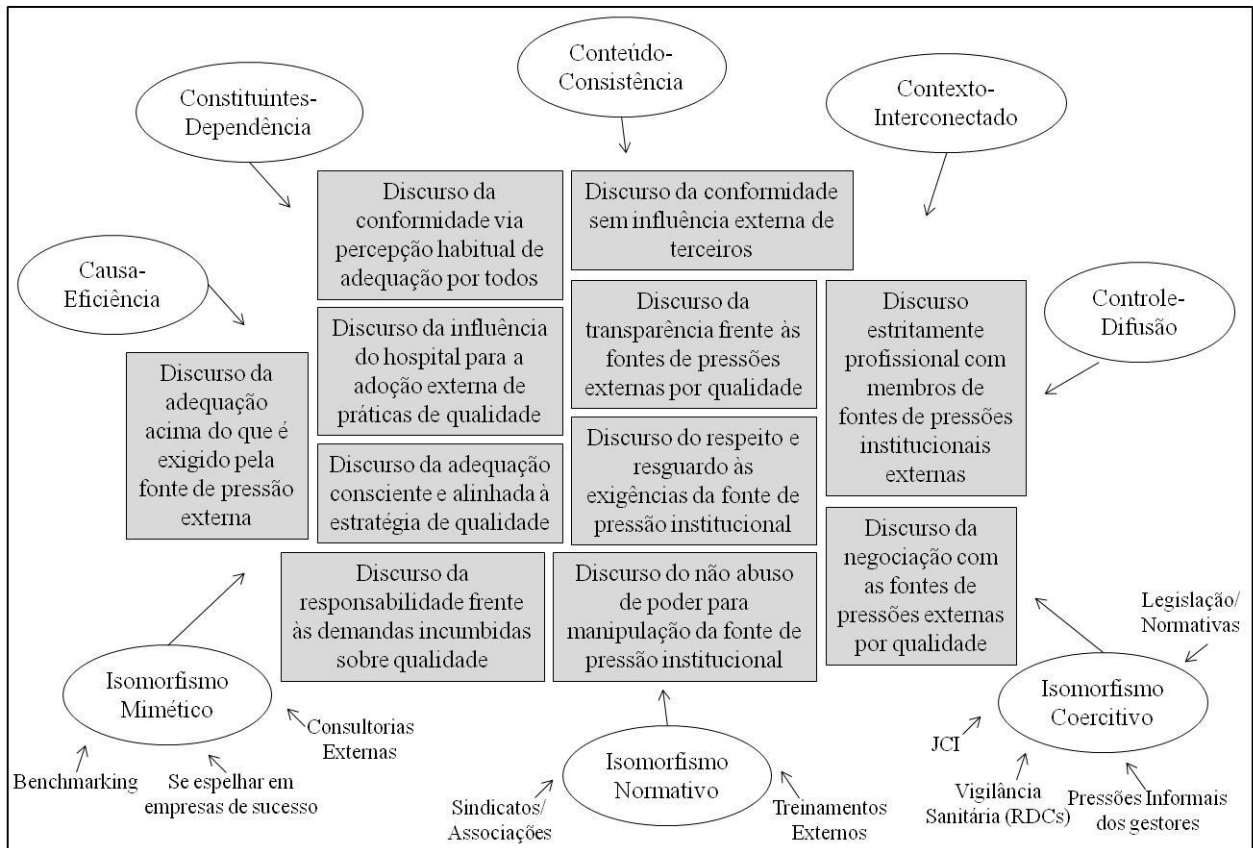 Conteúdo-
Consistência
Constituintes-
Dependência
Contexto-
Interconectado
Causa-
Eficiência
Controle-
Difusão
Discurso da
conformidade via
percepção habitual de
adequação por todos
Discurso da conformidade
sem influência externa de
terceiros
Discurso da influência
do hospital para a
adoção externa de
práticas de qualidade
Discurso da
transparência frente às
fontes de pressões
externas por qualidade
Discurso
estritamente
profissional com
membros de
fontes de pressões
institucionais
externas
Discurso da
adequação
acima do que é
exigido pela
fonte de pressão
externa
Discurso da adequação
consciente e alinhada à
estratégia de qualidade
Discurso do respeito e
resguardo às
exigências da fonte de
pressão institucional
Discurso da
responsabilidade frente
às demandas incumbidas
sobre qualidade
Discurso do não abuso
de poder para
manipulação da fonte de
pressão institucional
Discurso da
negociação com
as fontes de
pressões externas
por qualidade
Isomorfismo
Mimético
Consultorias
Externas
Benchmarking
Se espelhar em
empresas de sucesso
Isomorfismo
Normativo
Sindicatos/
Associações
Treinamentos
Externos
Legislação/
Normativas
Isomorfismo
Coercitivo
JCI
Vigilância
Sanitária (RDCs)
Pressões Informais
dos gestores